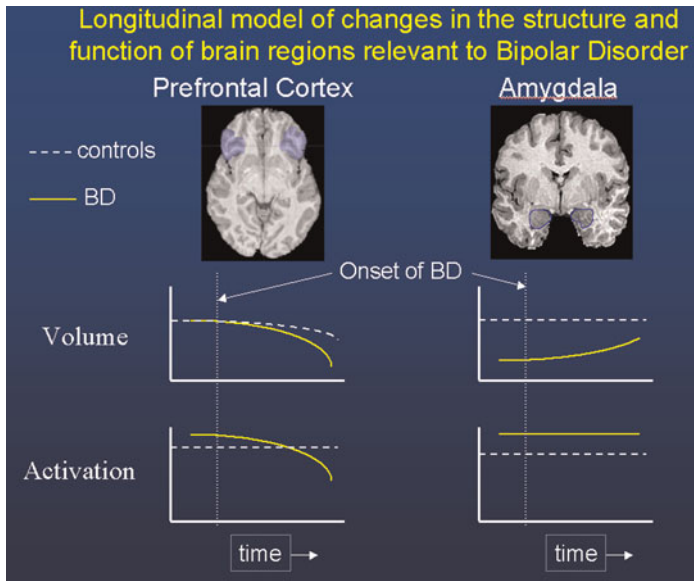 Longitudinal model of changes in the structure and
function of brain regions relevant to Bipolar Disorder
Prefrontal Cortex
Amygdala
controls
BD
Onset of BD
Volume
Activation
time
time